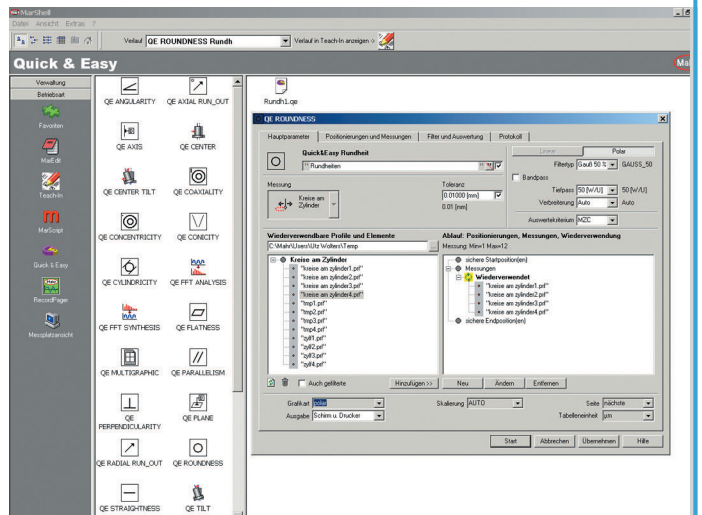 MarShell
Datei Ansicht Extras ?
Verlauf QE ROUNDNESS Rundh Verlauf in Teach-In anzeigen
Quick & Easy
Verwaltung
Betriebsart
Favoriten
MarEdit
Teach-In
MarScript
Quick & Easy
RecordPager
Messplatzansicht
QE ANGULARITY QE AXIAL RUN_OUT
QE AXIS QE CENTER
QE CENTER TILT QE COAXIALITY
QE CONCENTRICITY QE CONICITY
QE CYLINDRICITY QE FFT ANALYSIS
QE FFT SYNTHESIS QE FLATNESS
QE MULTIGRAPHIC QE PARALLELISM
QE PERPENDICULARITY QE PLANE
QE RADIAL RUN_OUT QE ROUNDNESS
QE STRAIGHTNESS QE TILT
Rundh1.qe
QE ROUNDNESS
Hauptparameter Positionierungen und Messungen Filter und Auswertung Protokoll
Quick&Easy Rundheit
"Rundheiten"
Linear Polar
Filtertyp Gauß 50 % GAUSS_50
Bandpass
Tiefpass 50 [W/U] 50 [W/U]
Verbreiterung Auto Auto
Auswertekriterium MZC
Messung
Kreise am Zylinder
Toleranz
0.01000 [mm]
0.01 [mm]
Wiederverwendbare Profile und Elemente
C:\Mahr\Users\Utz Wolters\Temp ...
Kreise am Zylinder
"kreise am zylinder1.prf"
"kreise am zylinder2.prf"
"kreise am zylinder3.prf"
"kreise am zylinder4.prf"
"tmp1.prf"
"tmp2.prf"
"tmp3.prf"
"tmp4.prf"
"zylf1.prf"
"zylf2.prf"
"zylf3.prf"
"zylf4.prf"
Auch gefilterte Hinzufügen >>
Ablauf: Positionierungen, Messungen, Wiederverwendung
Messung: Min=1 Max=12
sichere Startposition(en)
Messungen
Wiederverwendet
"kreise am zylinder1.prf"
"kreise am zylinder2.prf"
"kreise am zylinder3.prf"
"kreise am zylinder4.prf"
sichere Endposition(en)
Neu Ändern Entfernen
Grafikart polar Skalierung AUTO Seite nächste
Ausgabe Schirm u. Drucker Tabelleneinheit µm
Start Abbrechen Übernehmen Hilfe